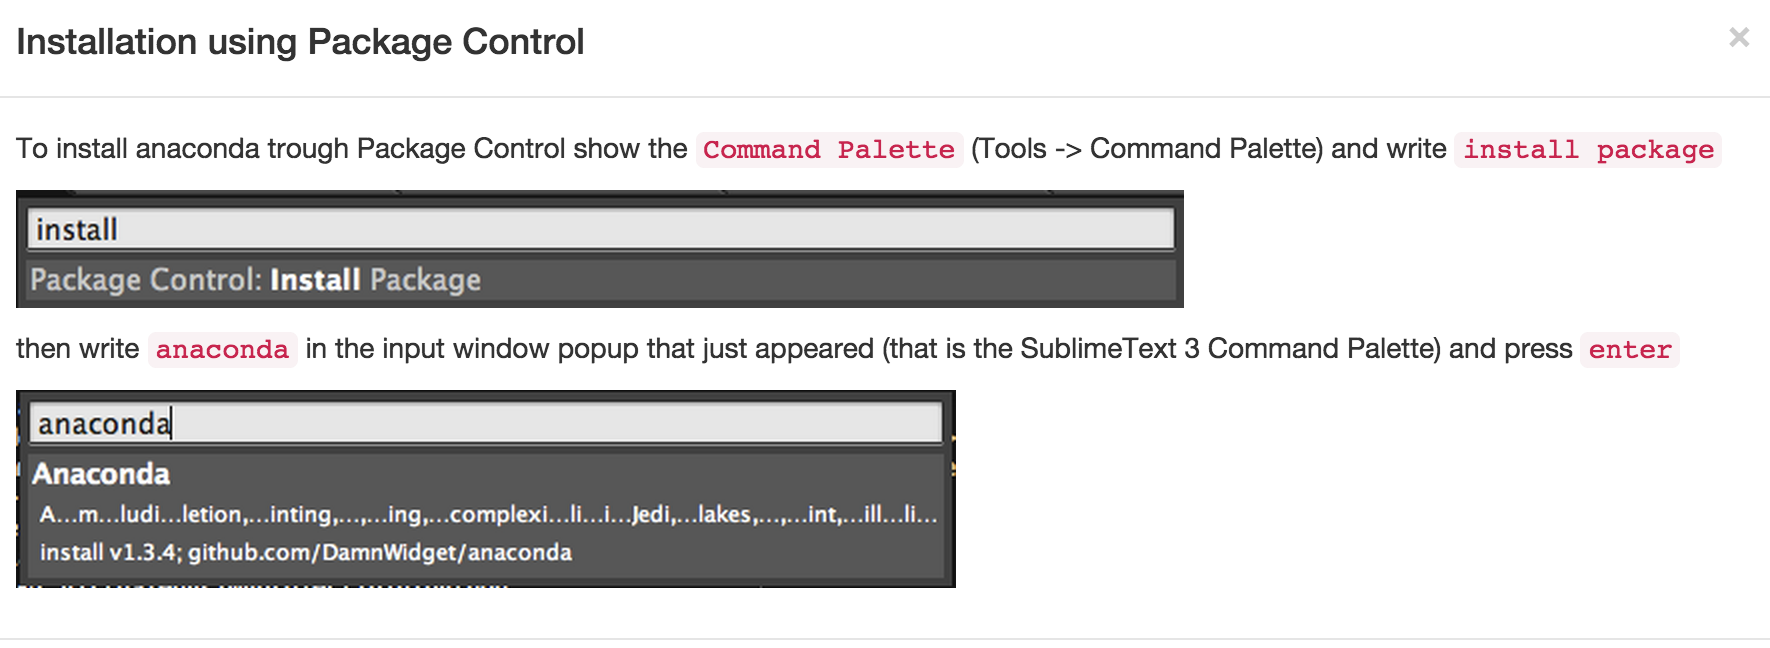 Installation using Package Control
×
To install anaconda trough Package Control show the Command Palette (Tools -> Command Palette) and write install package
install
Package Control: Install Package
then write anaconda in the input window popup that just appeared (that is the SublimeText 3 Command Palette) and press enter
anaconda
Anaconda
A...m...ludi...letion,...inting,...,...ing,...complexi...li...i...Jedi,...lakes,...,...int,...ill...li...
install v1.3.4; github.com/DamnWidget/anaconda